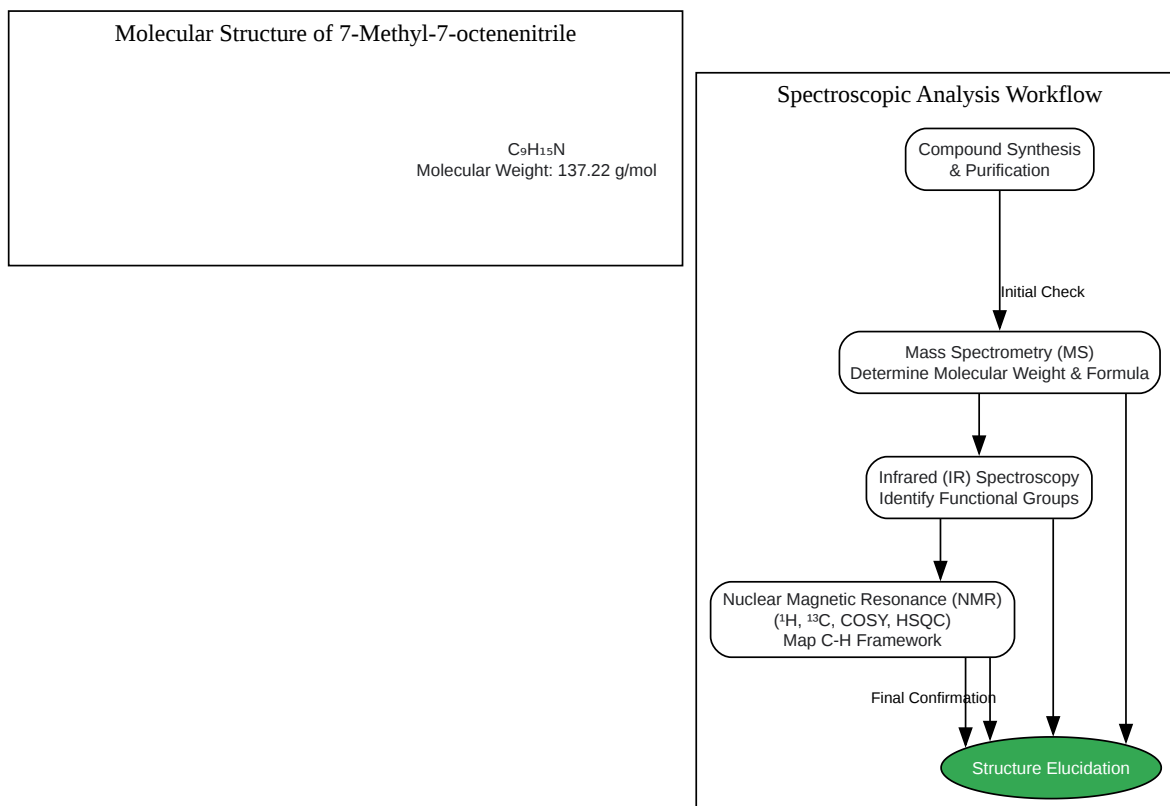 Molecular Structure of 7-Methyl-7-octenenitrile
C₉H₁₅N
Molecular Weight: 137.22 g/mol
Spectroscopic Analysis Workflow
Compound Synthesis
& Purification
Initial Check
Mass Spectrometry (MS)
Determine Molecular Weight & Formula
Infrared (IR) Spectroscopy
Identify Functional Groups
Nuclear Magnetic Resonance (NMR)
(¹H, ¹³C, COSY, HSQC)
Map C-H Framework
Final Confirmation
Structure Elucidation